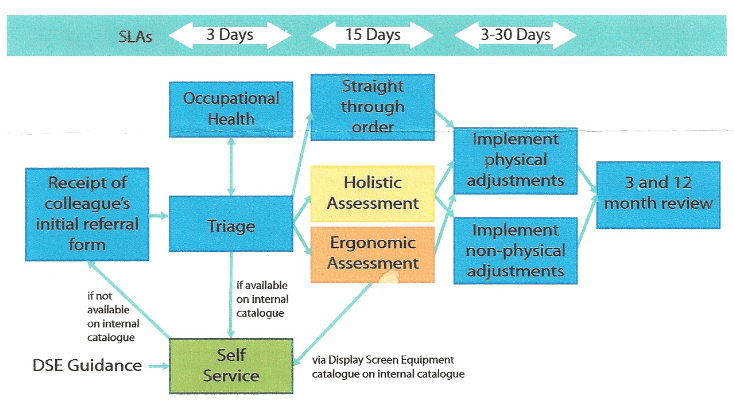 SLAs
3 Days
15 Days
3-30 Days
Occupational
Health
Straight
through
order
Receipt of
colleague's
initial referral
form
Triage
Holistic
Assessment
Ergonomic
Assessment
Implement
physical
adjustments
Implement
non-physical
adjustments
3 and 12
month review
if not
available
on internal
catalogue
if available
on internal
catalogue
DSE Guidance
Self
Service
via Display Screen Equipment
catalogue on internal catalogue